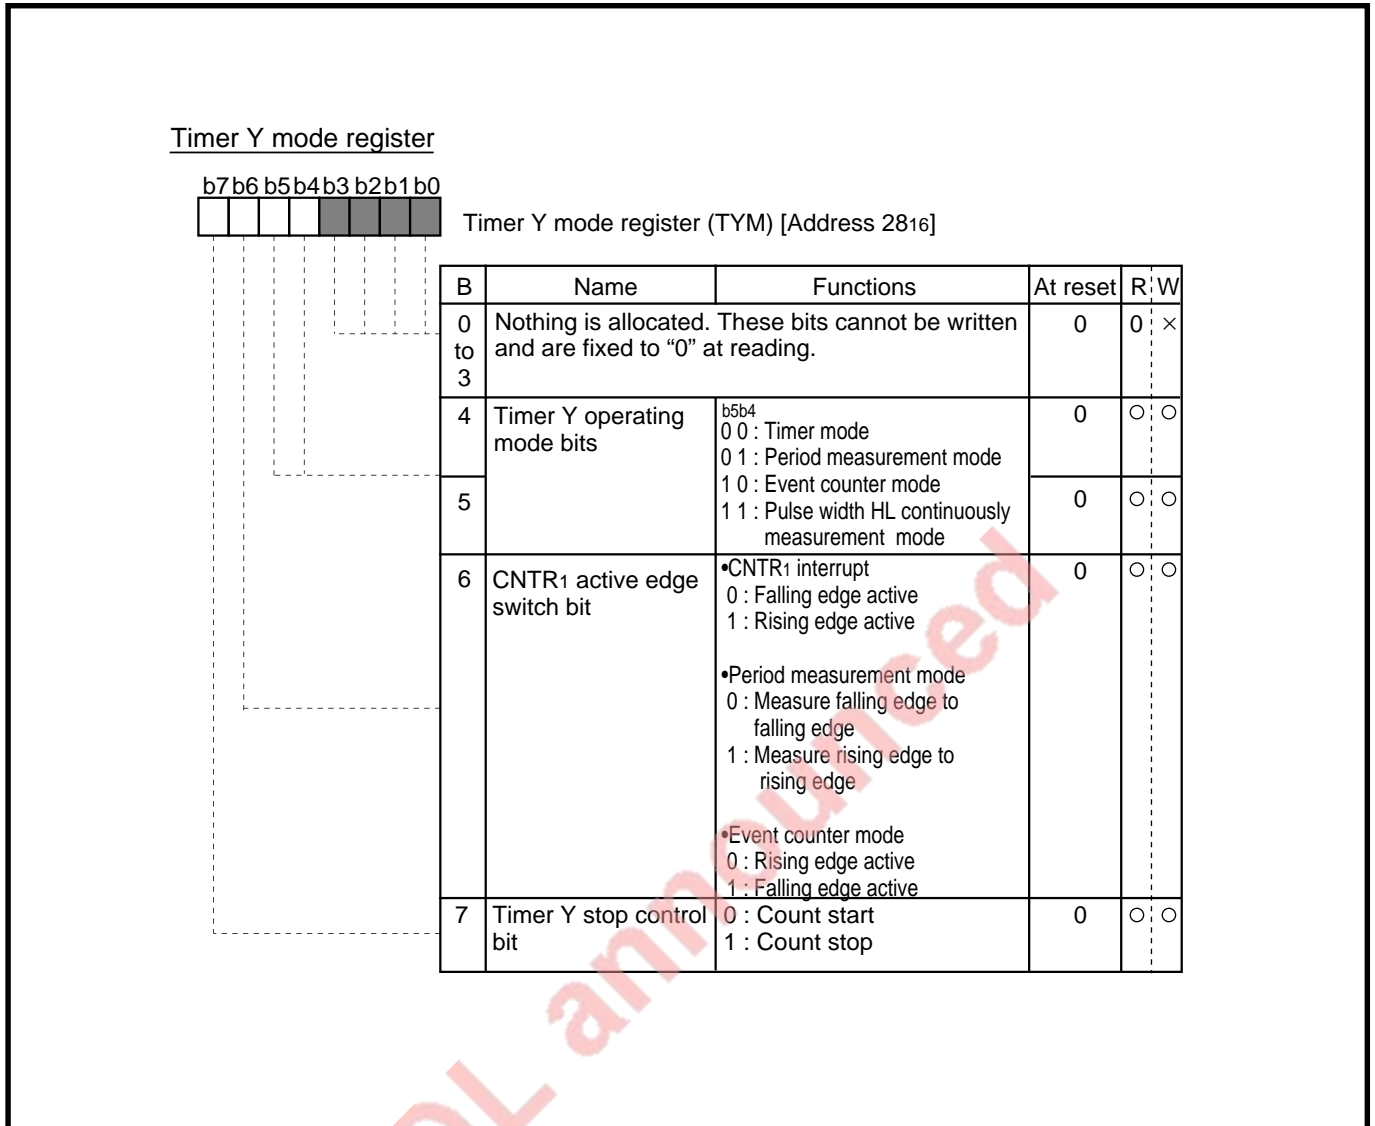 Timer Y mode register
b7 b6 b5 b4 b3 b2 b1 b0
Timer Y mode register (TYM) [Address 2816]
B Name Functions At reset R W
0 Nothing is allocated. These bits cannot be written 0 0 ×
to and are fixed to “0” at reading.
3
4 Timer Y operating b5b4 0 ○ ○
mode bits 0 0 : Timer mode
0 1 : Period measurement mode
1 0 : Event counter mode
5 1 1 : Pulse width HL continuously 0 ○ ○
measurement mode
6 CNTR1 active edge •CNTR1 interrupt 0 ○ ○
switch bit 0 : Falling edge active
1 : Rising edge active
•Period measurement mode
0 : Measure falling edge to
falling edge
1 : Measure rising edge to
rising edge
•Event counter mode
0 : Rising edge active
1 : Falling edge active
7 Timer Y stop control 0 : Count start 0 ○ ○
bit 1 : Count stop
announced